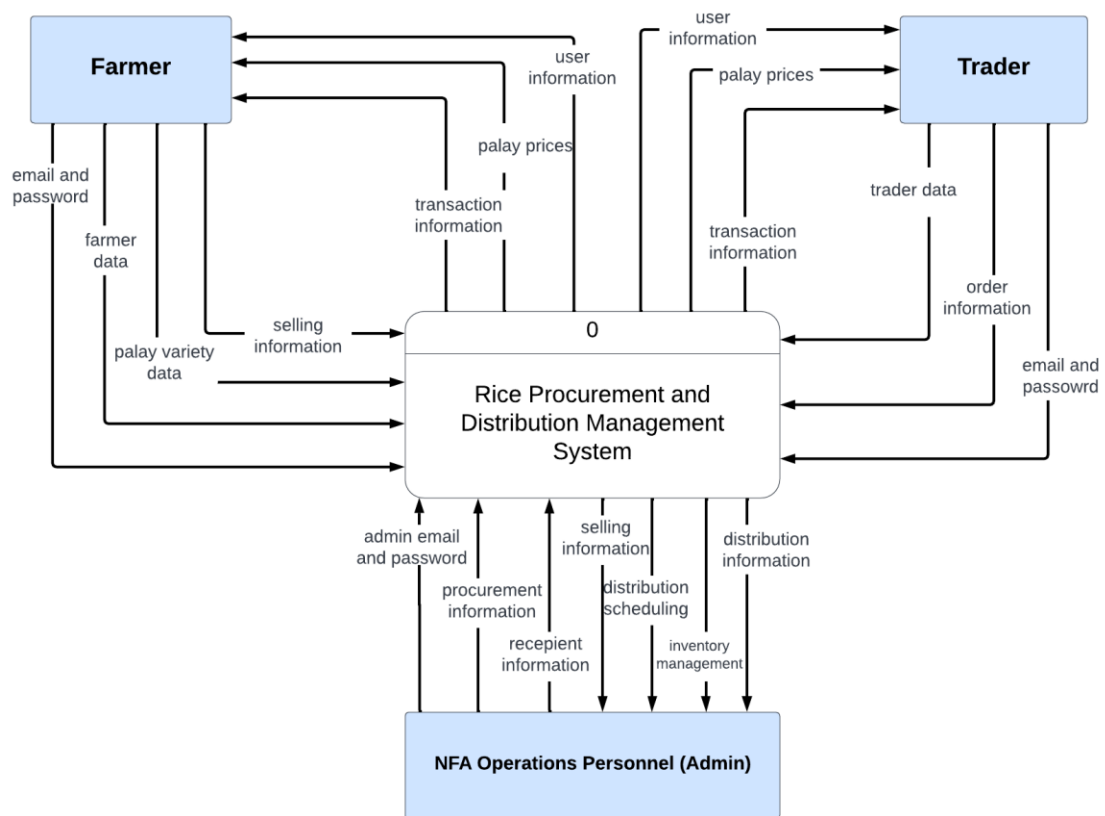 Farmer
Trader
user
information
user
information
palay prices
palay prices
email and
password
transaction
information
trader data
farmer
data
transaction
information
order
information
selling
information
palay variety
data
0
email and
passowrd
Rice Procurement and
Distribution Management
System
admin email
and password
selling
information
distribution
information
procurement
information
distribution
scheduling
recepient
information
inventory
management
NFA Operations Personnel (Admin)